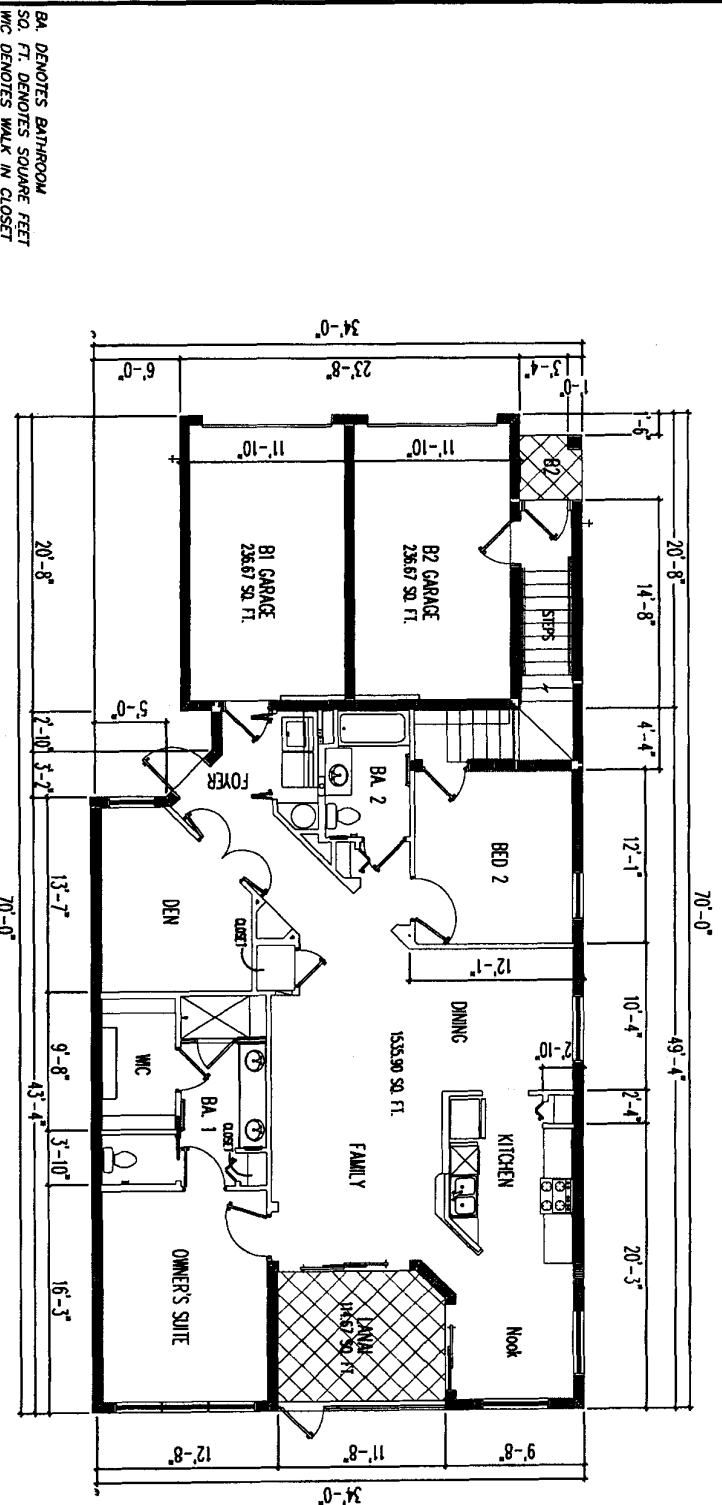 BA. DENOTES BATHROOM
SQ. FT. DENOTES SQUARE FEET
WIC DENOTES WALK IN CLOSET
34'-0"
6'-0"
23'-8"
3'-4"
1'-0"
11'-10"
11'-10"
B2
B1 GARAGE
236.67 SQ. FT.
B2 GARAGE
236.67 SQ. FT.
STEPS
20'-8"
14'-8"
20'-8"
5'-0"
2'-10"
3'-2"
4'-4"
FOYER
BA. 2
BED 2
12'-1"
70'-0"
DEN
13'-7"
CLOSET
12'-1"
DINING
10'-4"
2'-10"
1535.90 SQ. FT.
49'-4"
70'-0"
WIC
9'-8"
43'-4"
BA. 1
CLOSET
3'-10"
FAMILY
KITCHEN
2'-4"
20'-3"
OWNER'S SUITE
16'-3"
LANAI
114.67 SQ. FT.
Nook
12'-8"
11'-8"
9'-8"
34'-0"